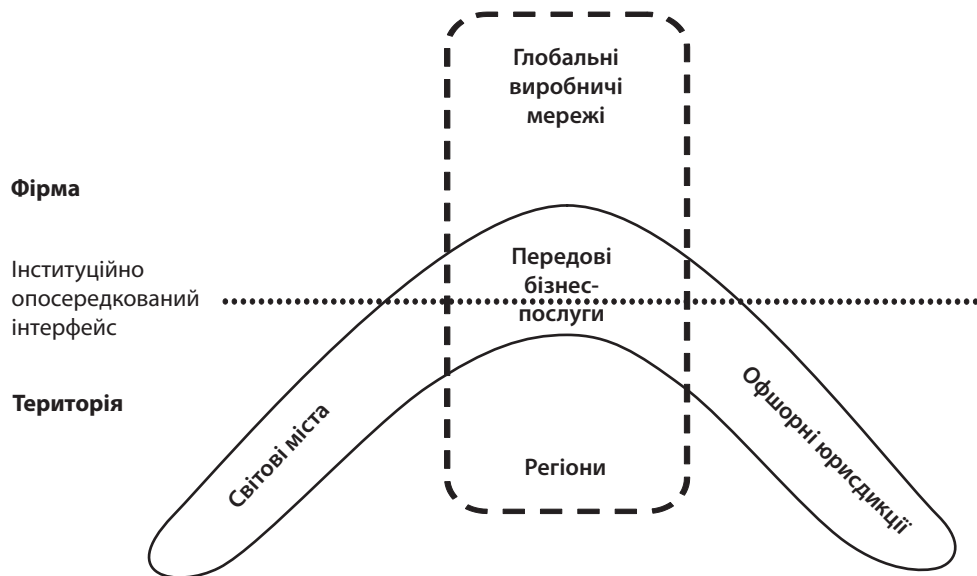 Глобальні
виробничі
мережі
Фірма
Інституційно
опосередкований
інтерфейс
Передові
бізнес-
послуги
Територія
Світові міста
Регіони
Офшорні юрисдикції